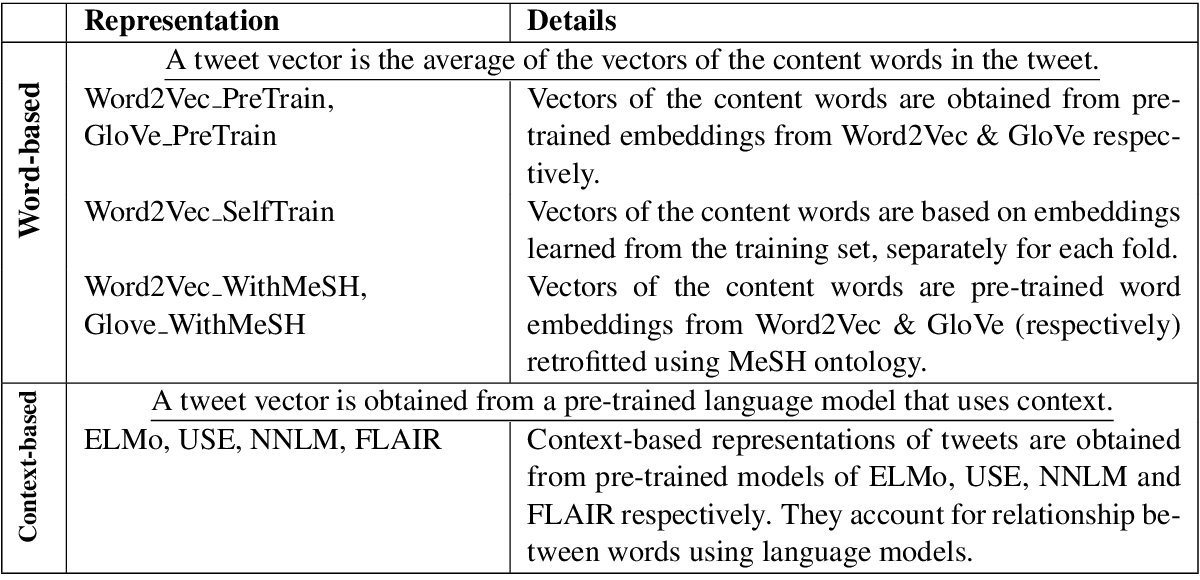 Representation Details
Word-based
A tweet vector is the average of the vectors of the content words in the tweet.
Word2Vec_PreTrain,
GloVe_PreTrain
Vectors of the content words are obtained from pre-
trained embeddings from Word2Vec & GloVe respec-
tively.
Word2Vec_SelfTrain
Vectors of the content words are based on embeddings
learned from the training set, separately for each fold.
Word2Vec_WithMeSH,
Glove_WithMeSH
Vectors of the content words are pre-trained word
embeddings from Word2Vec & GloVe (respectively)
retrofitted using MeSH ontology.
Context-based
A tweet vector is obtained from a pre-trained language model that uses context.
ELMo, USE, NNLM, FLAIR
Context-based representations of tweets are obtained
from pre-trained models of ELMo, USE, NNLM and
FLAIR respectively. They account for relationship be-
tween words using language models.